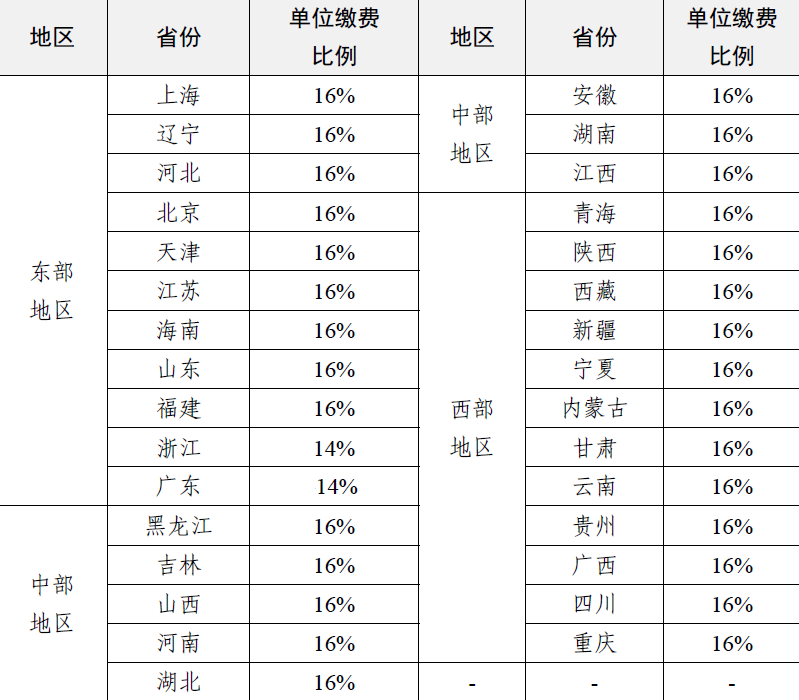 地区 省份 单位缴费比例 地区 省份 单位缴费比例
东部地区 上海 16% 中部地区 安徽 16%
辽宁 16% 湖南 16%
河北 16% 江西 16%
北京 16% 西部地区 青海 16%
天津 16% 陕西 16%
江苏 16% 西藏 16%
海南 16% 新疆 16%
山东 16% 宁夏 16%
福建 16% 内蒙古 16%
浙江 14% 甘肃 16%
广东 14% 云南 16%
中部地区 黑龙江 16% 贵州 16%
吉林 16% 广西 16%
山西 16% 四川 16%
河南 16% 重庆 16%
湖北 16% - - -